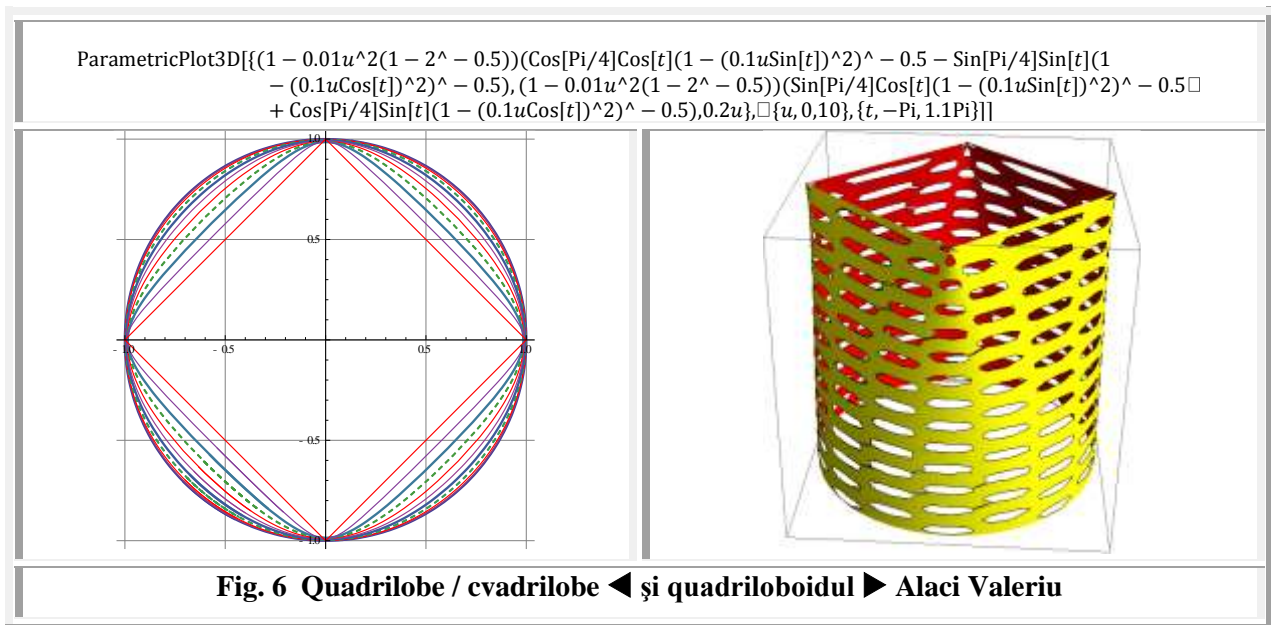 ParametricPlot3D[{(1 − 0.01u^2(1 − 2^ − 0.5))(Cos[Pi/4]Cos[t](1 − (0.1uSin[t])^2)^ − 0.5 − Sin[Pi/4]Sin[t](1
− (0.1uCos[t])^2)^ − 0.5), (1 − 0.01u^2(1 − 2^ − 0.5))(Sin[Pi/4]Cos[t](1 − (0.1uSin[t])^2)^ − 0.5□
+ Cos[Pi/4]Sin[t](1 − (0.1uCos[t])^2)^ − 0.5),0.2u},□{u, 0,10}, {t, −Pi, 1.1Pi}]]
1.0
0.5
- 1.0
- 0.5
0.5
1.0
- 0.5
- 1.0
Fig. 6 Quadrilobe / cvadrilobe ◄ şi quadriloboidul ► Alaci Valeriu